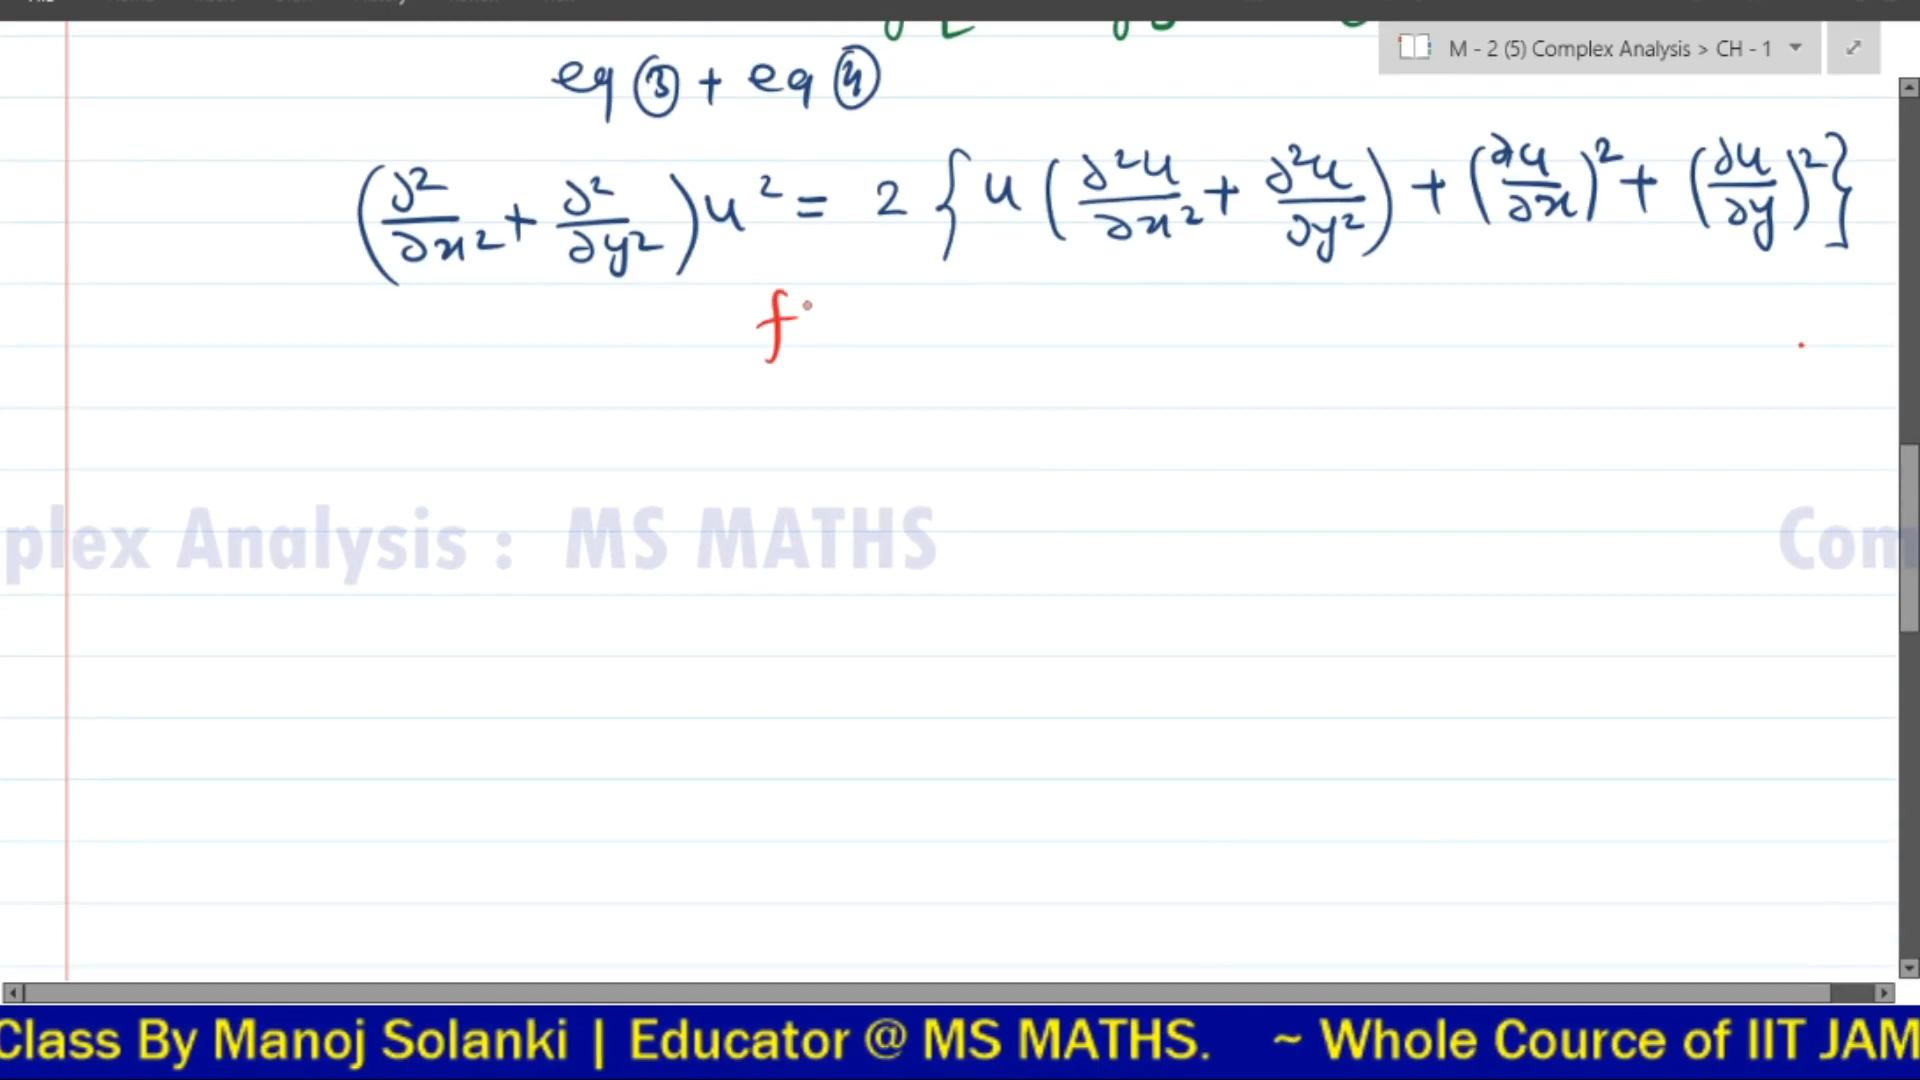 M - 2 (5) Complex Analysis > CH - 1
eq ③ + eq ④
(∂²/∂x² + ∂²/∂y²) u² = 2 { u (∂²u/∂x² + ∂²u/∂y²) + (∂u/∂x)² + (∂u/∂y)² }
f
plex Analysis : MS MATHS Com
Class By Manoj Solanki | Educator @ MS MATHS. ~ Whole Cource of IIT JAM